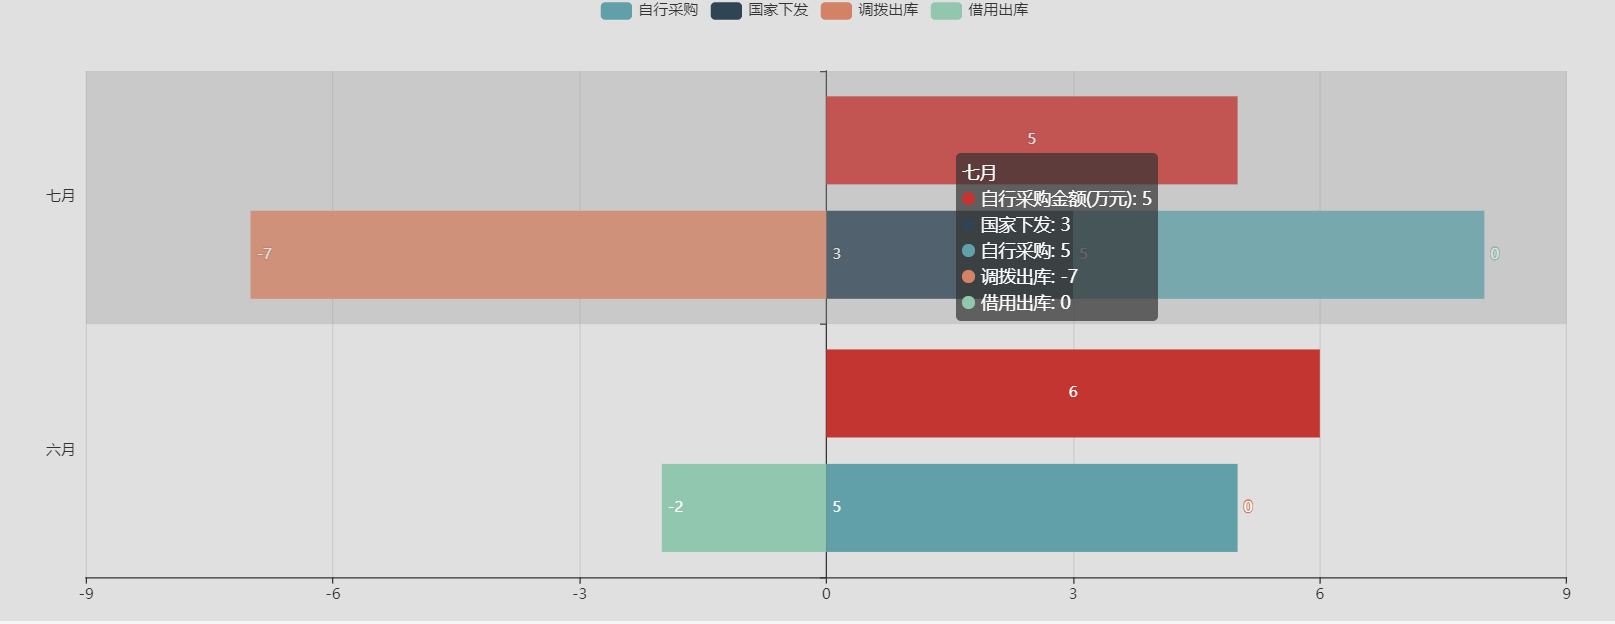 自行采购 国家下发 调拨出库 借用出库
5
七月
自行采购金额(万元): 5
国家下发: 3
自行采购: 5
调拨出库: -7
借用出库: 0
七月
-7 3 5 0
6
六月
-2 5 0
-9 -6 -3 0 3 6 9